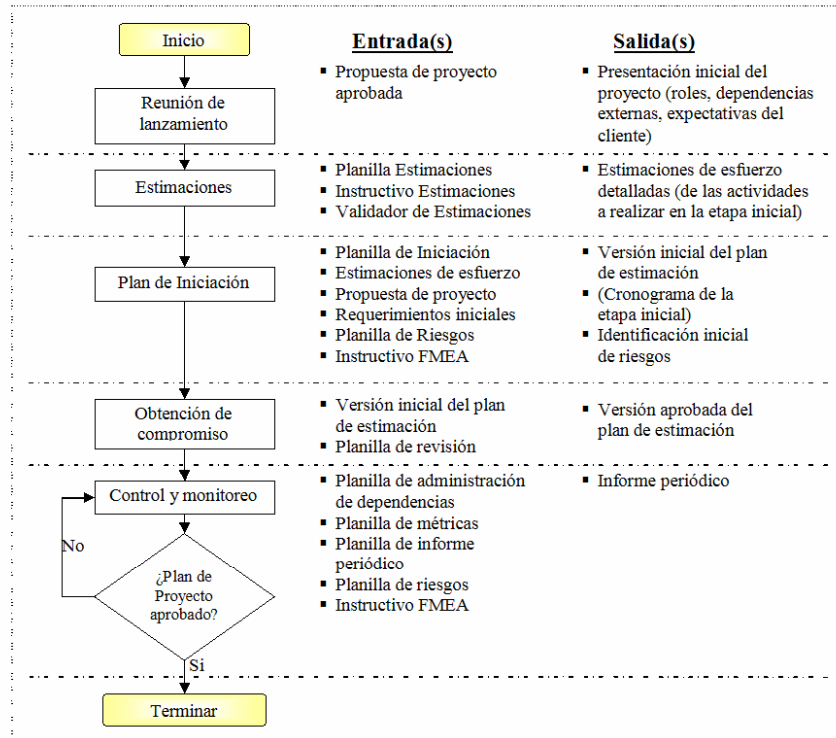 Inicio
Entrada(s)
Salida(s)
Reunión de
lanzamiento
▪ Propuesta de proyecto
aprobada
▪ Presentación inicial del
proyecto (roles, dependencias
externas, expectativas del
cliente)
Estimaciones
▪ Planilla Estimaciones
▪ Instructivo Estimaciones
▪ Validador de Estimaciones
▪ Estimaciones de esfuerzo
detalladas (de las actividades
a realizar en la etapa inicial)
Plan de Iniciación
▪ Planilla de Iniciación
▪ Estimaciones de esfuerzo
▪ Propuesta de proyecto
▪ Requerimientos iniciales
▪ Planilla de Riesgos
▪ Instructivo FMEA
▪ Versión inicial del plan
de estimación
▪ (Cronograma de la
etapa inicial)
▪ Identificación inicial
de riesgos
Obtención de
compromiso
▪ Versión inicial del plan
de estimación
▪ Planilla de revisión
▪ Versión aprobada del
plan de estimación
Control y monitoreo
▪ Planilla de administración
de dependencias
▪ Planilla de métricas
▪ Planilla de informe
periódico
▪ Planilla de riesgos
▪ Instructivo FMEA
▪ Informe periódico
No
¿Plan de
Proyecto
aprobado?
Si
Terminar